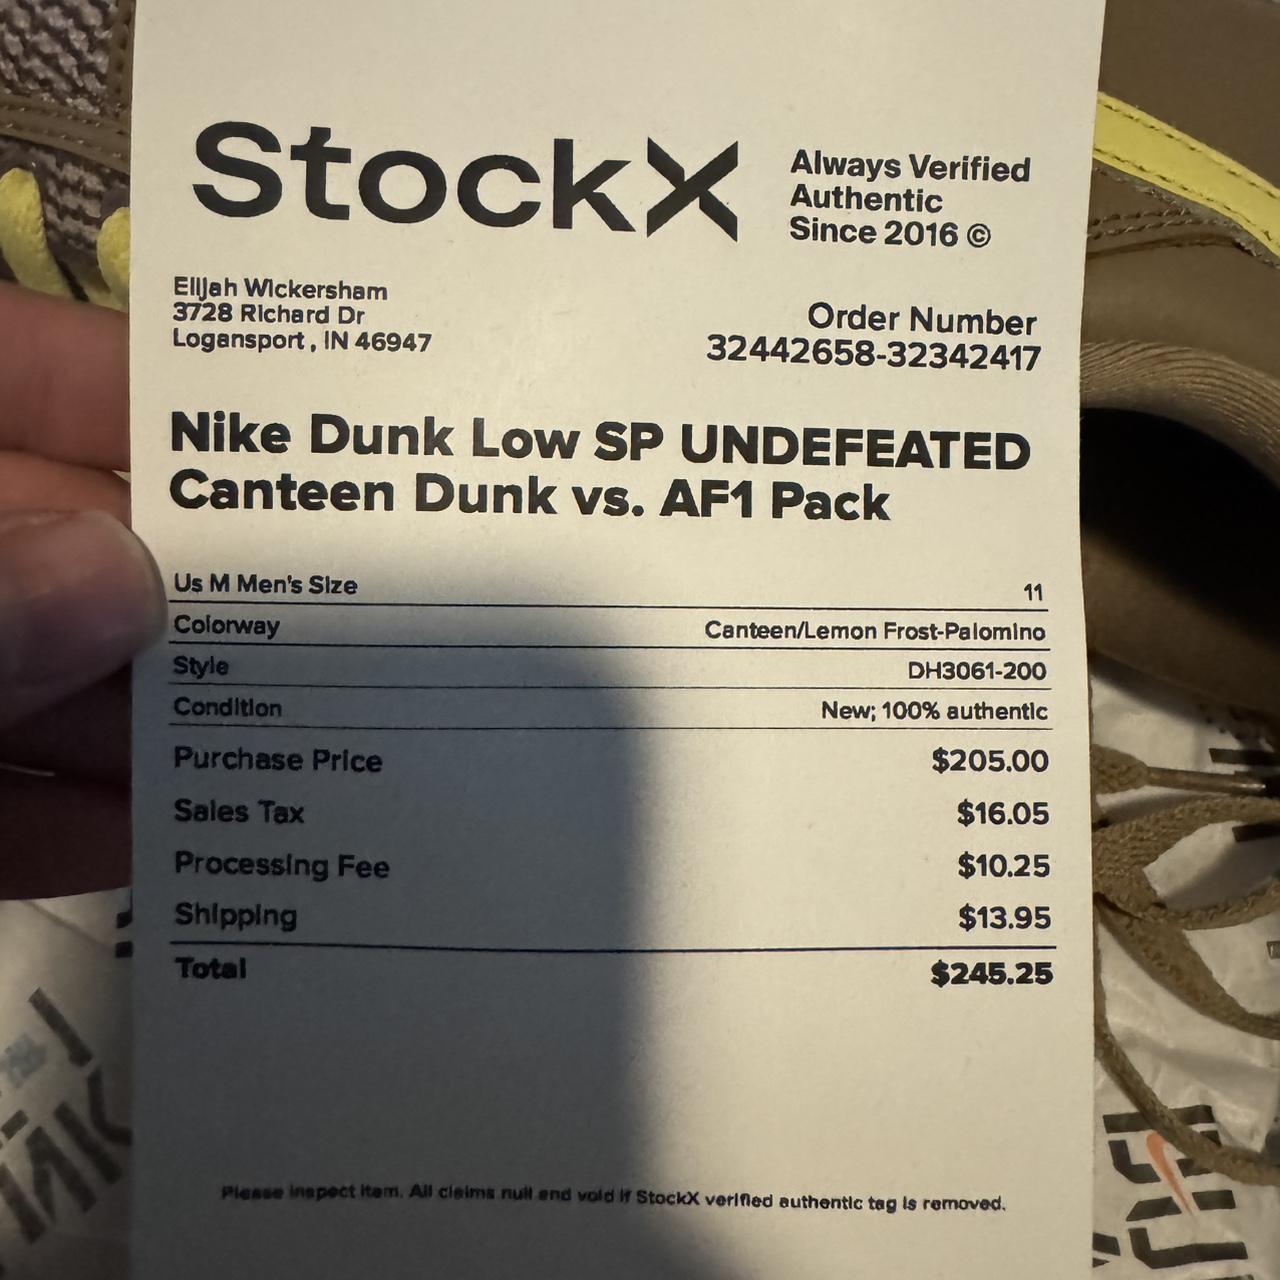 StockX
Always Verified
Authentic
Since 2016 ©
Elijah Wickersham
3728 Richard Dr
Logansport , IN 46947
Order Number
32442658-32342417
Nike Dunk Low SP UNDEFEATED
Canteen Dunk vs. AF1 Pack
Us M Men's Size 11
Colorway Canteen/Lemon Frost-Palomino
Style DH3061-200
Condition New; 100% authentic
Purchase Price $205.00
Sales Tax $16.05
Processing Fee $10.25
Shipping $13.95
Total $245.25
Please inspect item. All claims null and void if StockX verified authentic tag is removed.